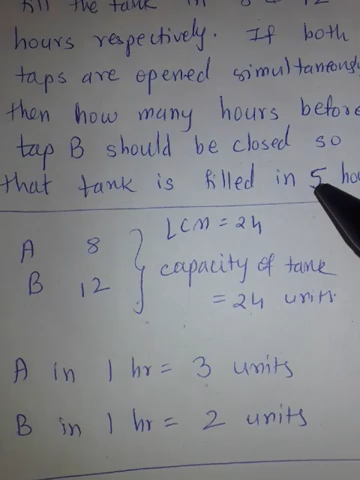 fill the tank in 8 & 12
hours respectively. If both
taps are opened simultaneously
then how many hours before
tap B should be closed so
that tank is filled in 5 hou
A 8
B 12
LCM = 24
capacity of tank
= 24 units
A in 1 hr = 3 units
B in 1 hr = 2 units